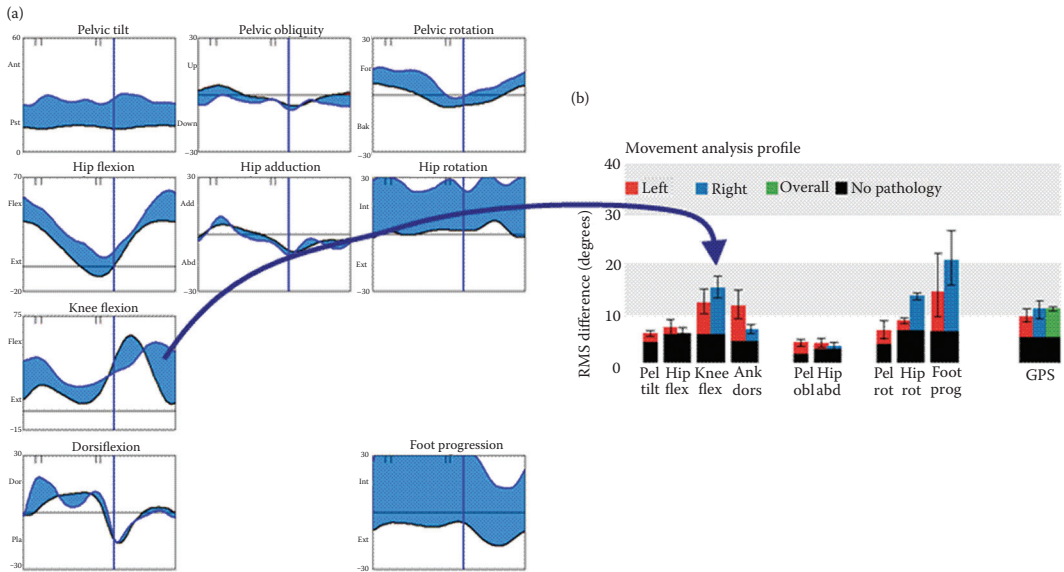 (a)
Pelvic tilt
60
Ant
Pst
0
Pelvic obliquity
30
Up
Down
−30
Pelvic rotation
30
For
Bak
−30
Hip flexion
70
Flex
Ext
−20
Hip adduction
30
Add
Abd
−30
Hip rotation
30
Int
Ext
−30
Knee flexion
75
Flex
Ext
−15
Dorsiflexion
30
Dor
Pla
−30
Foot progression
30
Int
Ext
−30
(b)
Movement analysis profile
Left Right Overall No pathology
RMS difference (degrees)
40
30
20
10
0
Pel Hip Knee Ank
tilt flex flex dors
Pel Hip
obl abd
Pel Hip Foot
rot rot prog
GPS